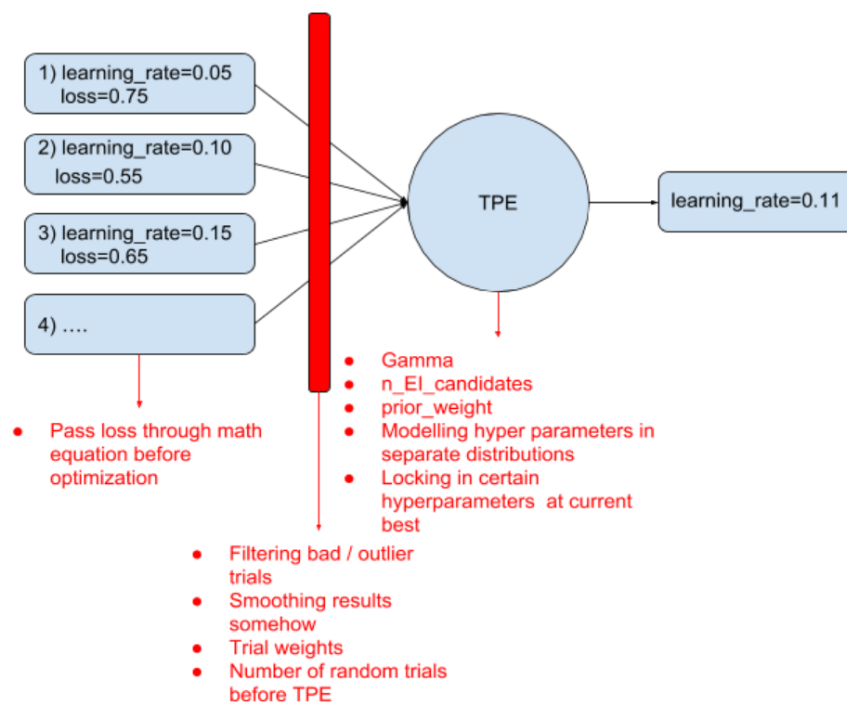 1) learning_rate=0.05
loss=0.75
2) learning_rate=0.10
loss=0.55
3) learning_rate=0.15
loss=0.65
4) ....
TPE
learning_rate=0.11
● Pass loss through math
equation before
optimization
● Gamma
● n_EI_candidates
● prior_weight
● Modelling hyper parameters in
separate distributions
● Locking in certain
hyperparameters at current
best
● Filtering bad / outlier
trials
● Smoothing results
somehow
● Trial weights
● Number of random trials
before TPE